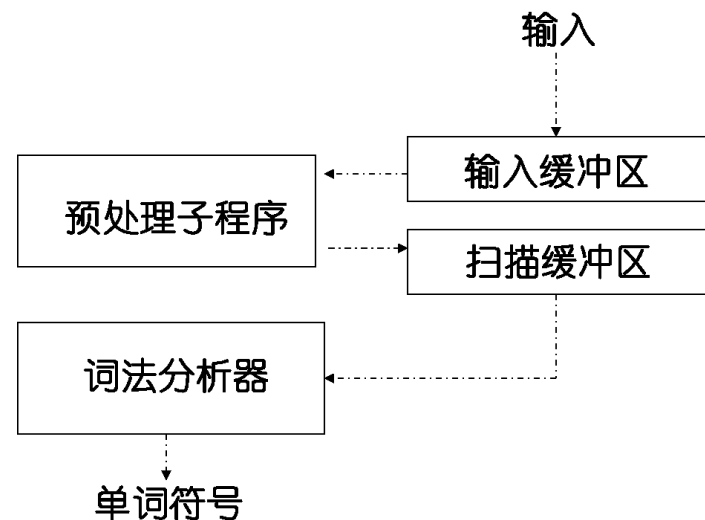 输入
输入缓冲区
预处理子程序
扫描缓冲区
词法分析器
单词符号